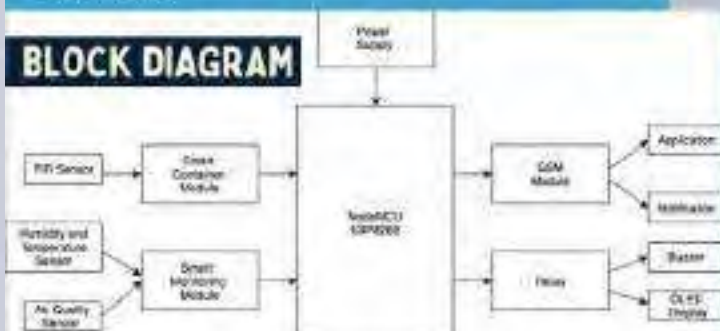 BLOCK DIAGRAM
Power
Supply
PIR Sensor
Smart
Container
Module
GSM
Module
Application
Notification
NodeMCU
ESP8266
Humidity and
Temperature
Sensor
Smart
Monitoring
Module
Relay
Buzzer
Air Quality
Sensor
OLED
Display